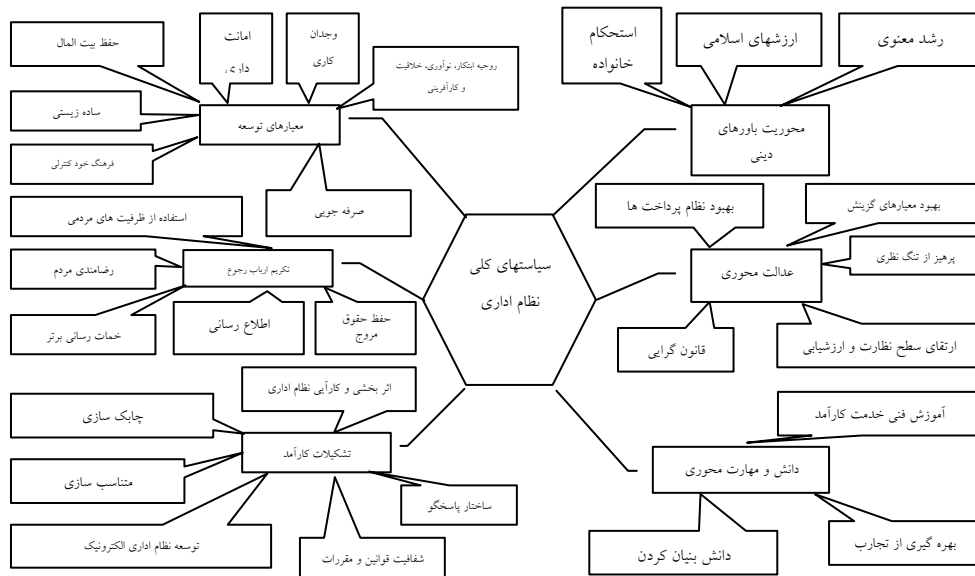 سیاستهای کلی
نظام اداری
رشد معنوی
ارزشهای اسلامی
استحکام
خانواده
محوریت باورهای
دینی
بهبود نظام پرداخت ها
بهبود معیارهای گزینش
پرهیز از تنگ نظری
عدالت محوری
قانون گرایی
ارتقای سطح نظارت و ارزشیابی
آموزش فنی خدمت کارآمد
دانش و مهارت محوری
دانش بنیان کردن
بهره گیری از تجارب
وجدان
کاری
امانت
داری
حفظ بیت المال
روحیه ابتکار، نوآوری، خلاقیت
و کارآفرینی
معیارهای توسعه
ساده زیستی
فرهنگ خود کنترلی
صرفه جویی
استفاده از ظرفیت های مردمی
تکریم ارباب رجوع
رضامندی مردم
خمات رسانی برتر
اطلاع رسانی
حفظ حقوق
مروج
اثر بخشی و کارآیی نظام اداری
چابک سازی
تشکیلات کارآمد
متناسب سازی
ساختار پاسخگو
توسعه نظام اداری الکترونیک
شفافیت قوانین و مقررات